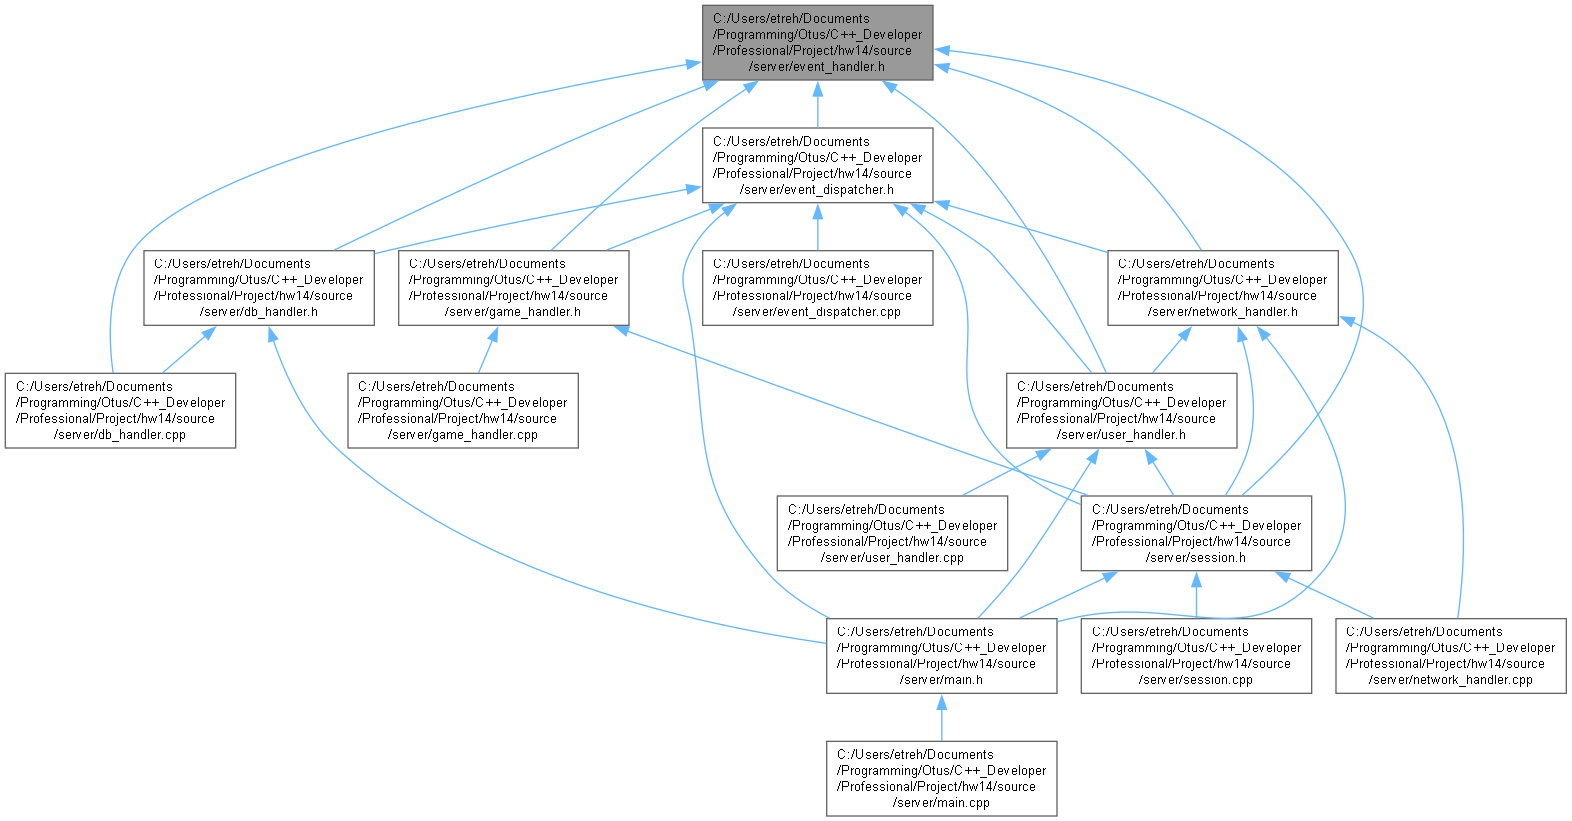 C:/Users/etreh/Documents
/Programming/Otus/C++_Developer
/Professional/Project/hw14/source
/server/event_handler.h
C:/Users/etreh/Documents
/Programming/Otus/C++_Developer
/Professional/Project/hw14/source
/server/event_dispatcher.h
C:/Users/etreh/Documents
/Programming/Otus/C++_Developer
/Professional/Project/hw14/source
/server/db_handler.h
C:/Users/etreh/Documents
/Programming/Otus/C++_Developer
/Professional/Project/hw14/source
/server/game_handler.h
C:/Users/etreh/Documents
/Programming/Otus/C++_Developer
/Professional/Project/hw14/source
/server/event_dispatcher.cpp
C:/Users/etreh/Documents
/Programming/Otus/C++_Developer
/Professional/Project/hw14/source
/server/network_handler.h
C:/Users/etreh/Documents
/Programming/Otus/C++_Developer
/Professional/Project/hw14/source
/server/db_handler.cpp
C:/Users/etreh/Documents
/Programming/Otus/C++_Developer
/Professional/Project/hw14/source
/server/game_handler.cpp
C:/Users/etreh/Documents
/Programming/Otus/C++_Developer
/Professional/Project/hw14/source
/server/user_handler.h
C:/Users/etreh/Documents
/Programming/Otus/C++_Developer
/Professional/Project/hw14/source
/server/user_handler.cpp
C:/Users/etreh/Documents
/Programming/Otus/C++_Developer
/Professional/Project/hw14/source
/server/session.h
C:/Users/etreh/Documents
/Programming/Otus/C++_Developer
/Professional/Project/hw14/source
/server/main.h
C:/Users/etreh/Documents
/Programming/Otus/C++_Developer
/Professional/Project/hw14/source
/server/session.cpp
C:/Users/etreh/Documents
/Programming/Otus/C++_Developer
/Professional/Project/hw14/source
/server/network_handler.cpp
C:/Users/etreh/Documents
/Programming/Otus/C++_Developer
/Professional/Project/hw14/source
/server/main.cpp